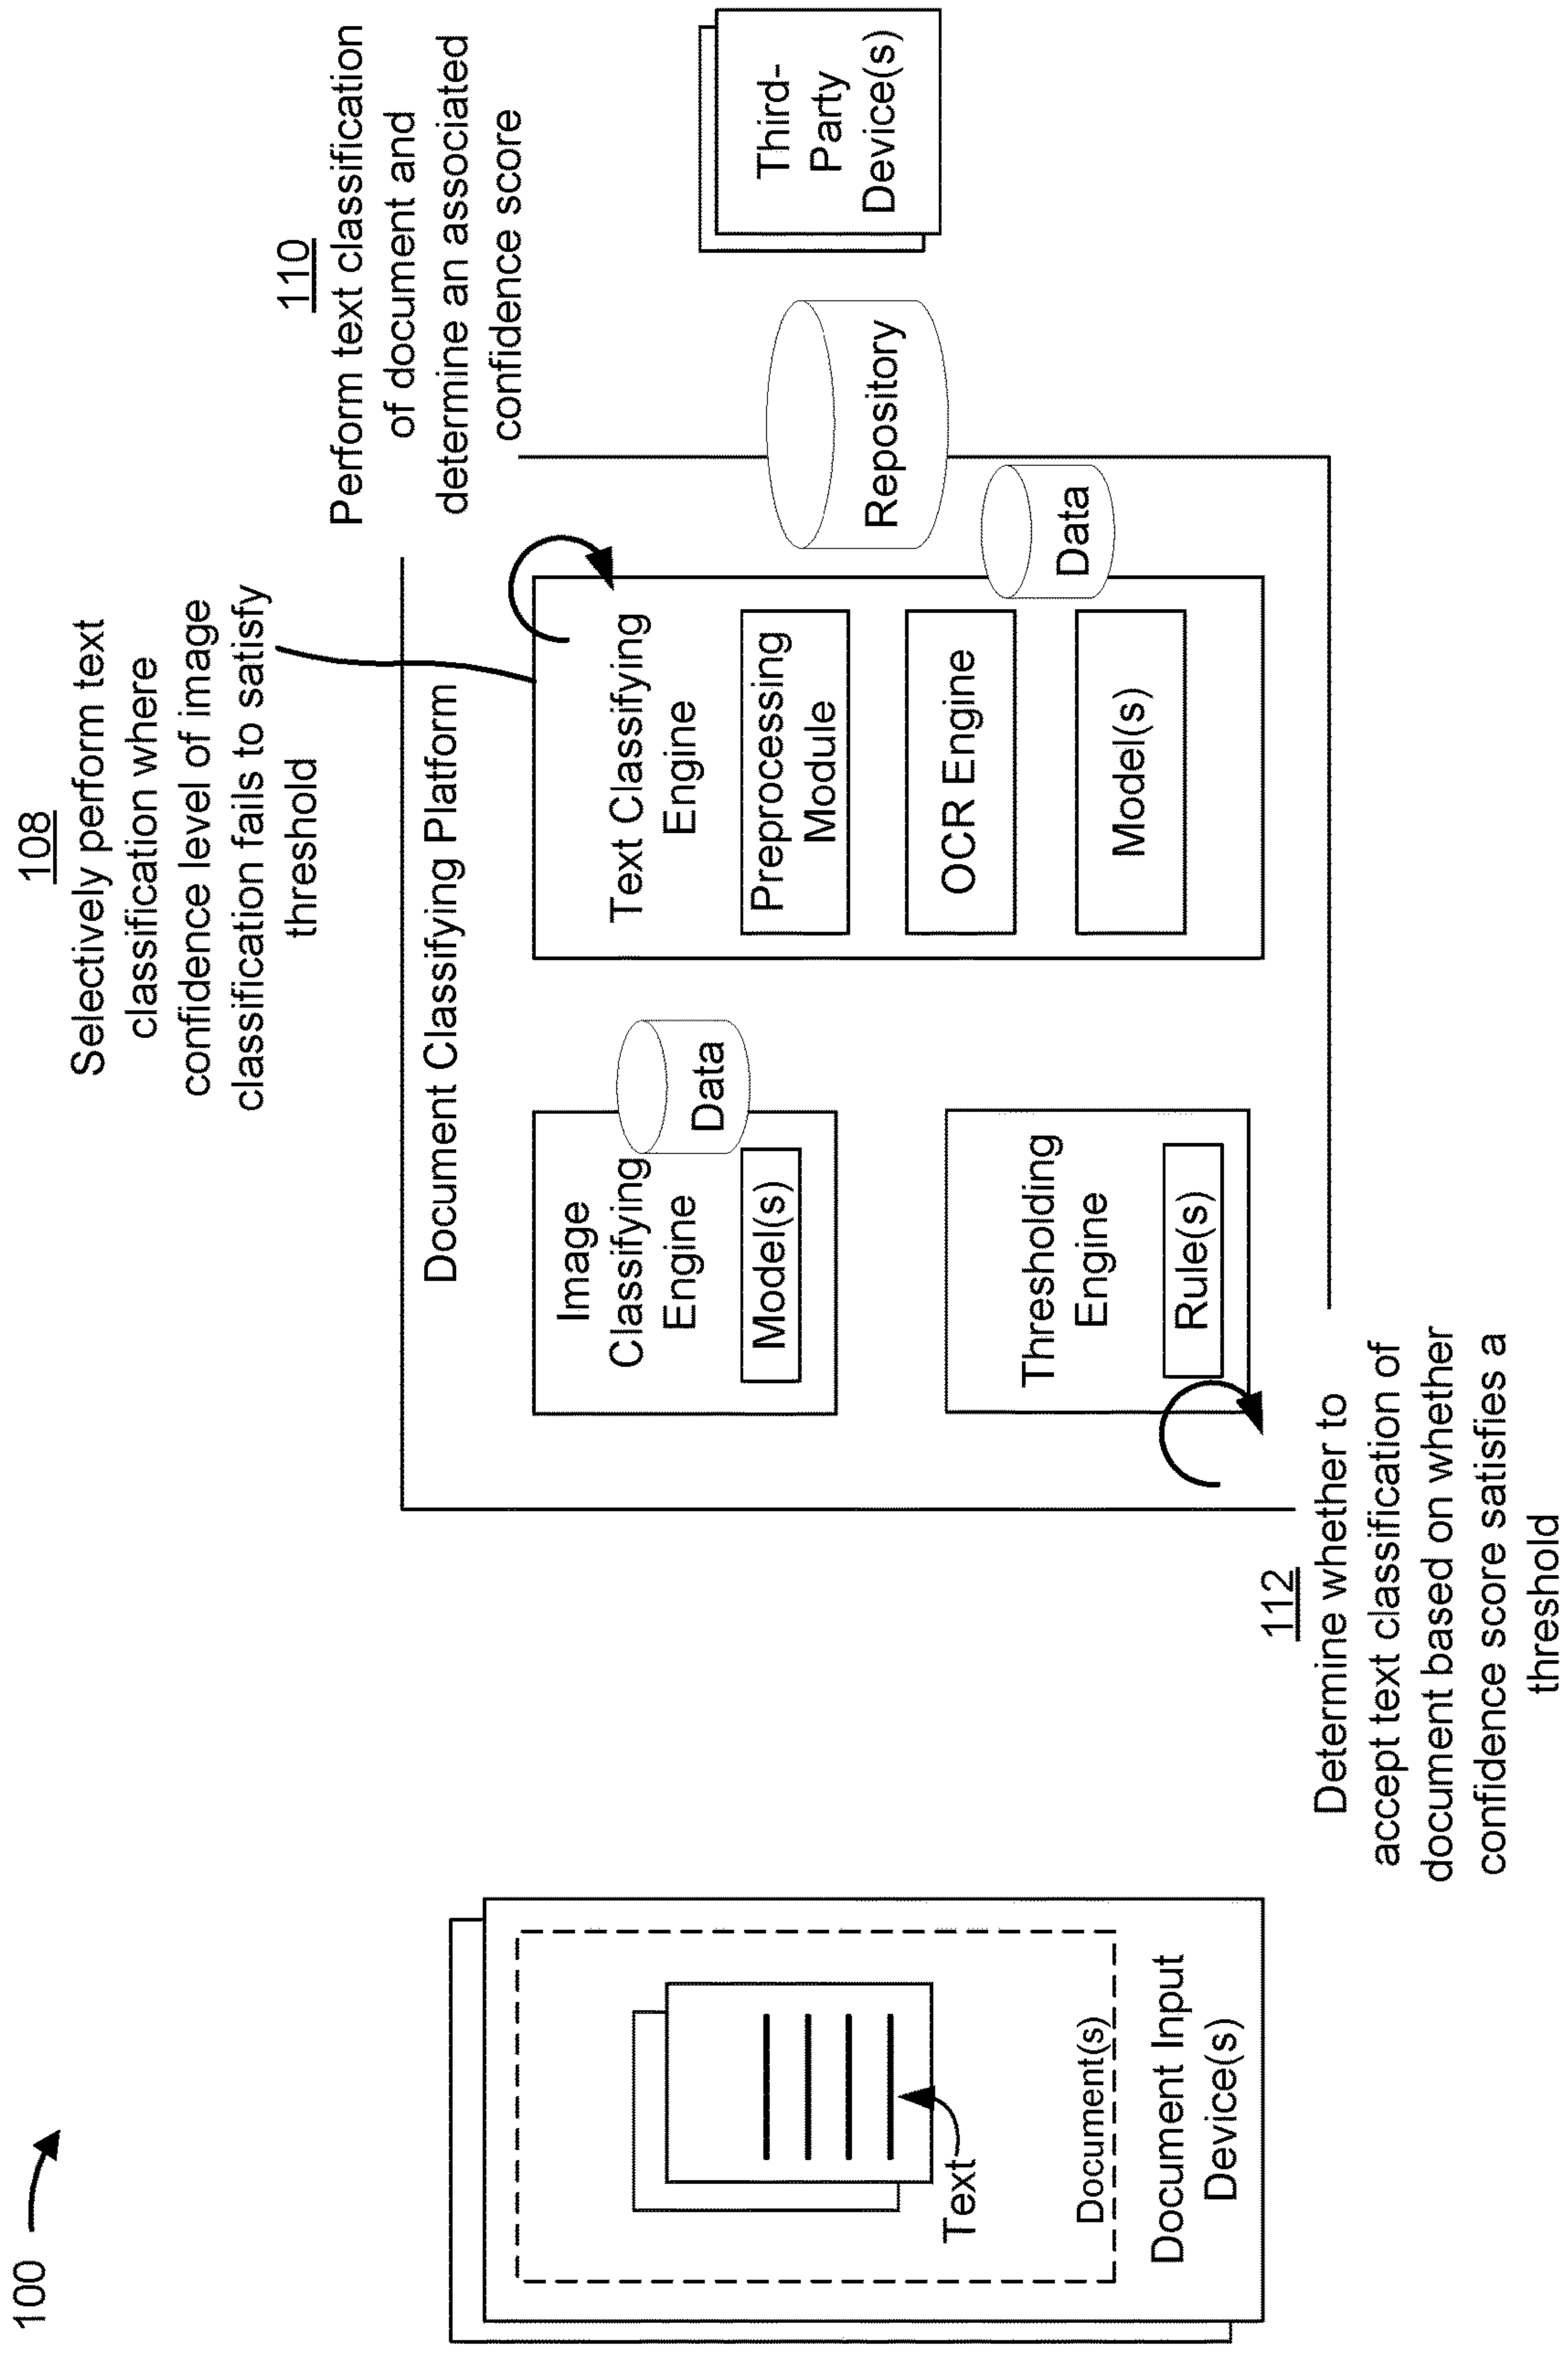 100
108
Selectively perform text
classification where
confidence level of image
classification fails to satisfy
threshold
110
Perform text classification
of document and
determine an associated
confidence score
Document Classifying Platform
Image
Classifying
Engine
Model(s)
Data
Text Classifying
Engine
Preprocessing
Module
OCR Engine
Model(s)
Data
Repository
Third-
Party
Device(s)
Thresholding
Engine
Rule(s)
Text
Document(s)
Document Input
Device(s)
112
Determine whether to
accept text classification of
document based on whether
confidence score satisfies a
threshold